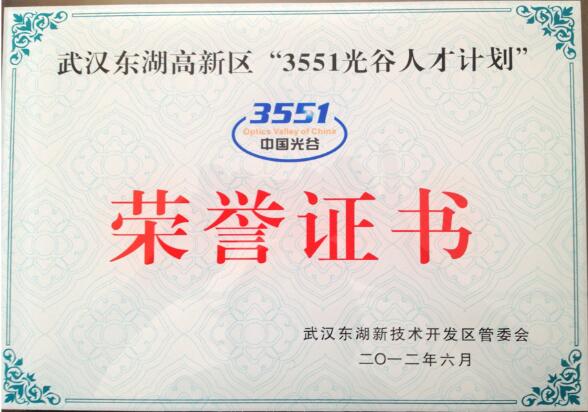 武汉东湖高新区“3551光谷人才计划”
3551
Optics Valley of China
中国光谷
荣誉证书
武汉东湖新技术开发区管委会
二〇一二年六月